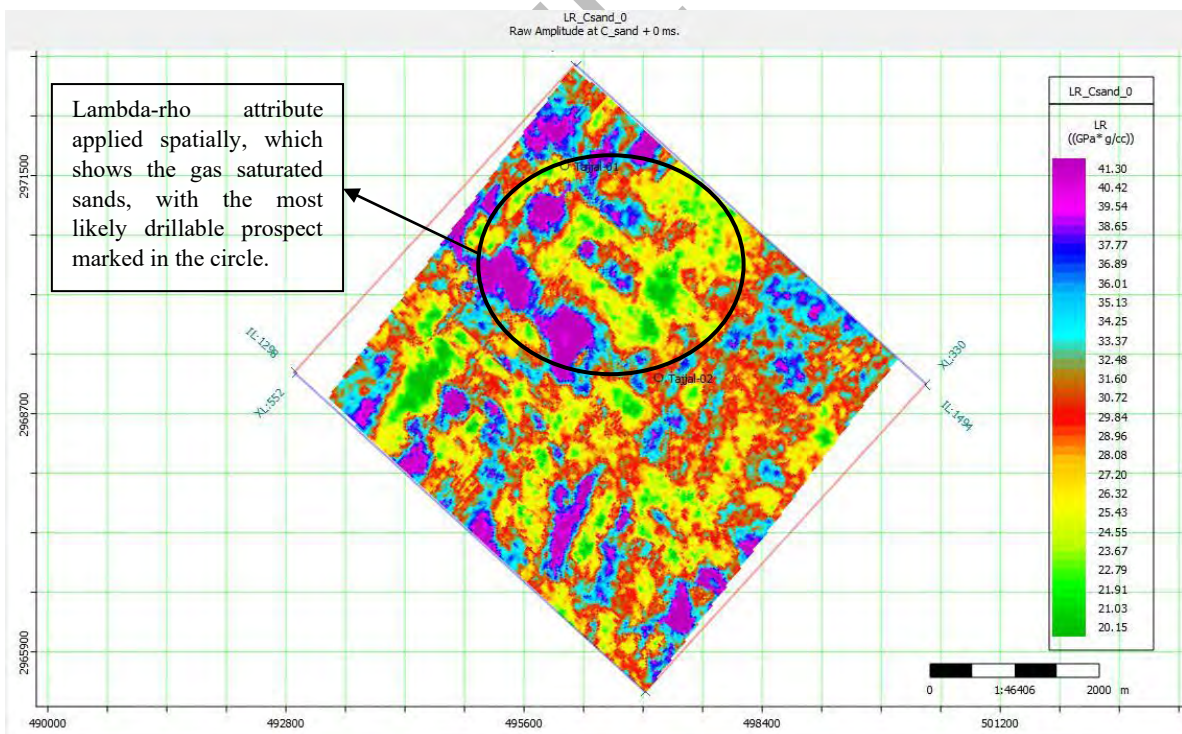 LR_Csand_0
Raw Amplitude at C_sand + 0 ms.
Lambda-rho attribute
applied spatially, which
shows the gas saturated
sands, with the most
likely drillable prospect
marked in the circle.
LR_Csand_0
LR
((GPa* g/cc))
41.30
40.42
39.54
38.65
37.77
36.89
36.01
35.13
34.25
33.37
32.48
31.60
30.72
29.84
28.96
28.08
27.20
26.32
25.43
24.55
23.67
22.79
21.91
21.03
20.15
Tajjal-01
Tajjal-02
IL:1298
XL:552
XL:330
IL:1494
2971500
2968700
2965900
0 1:46406 2000 m
490000 492800 495600 498400 501200